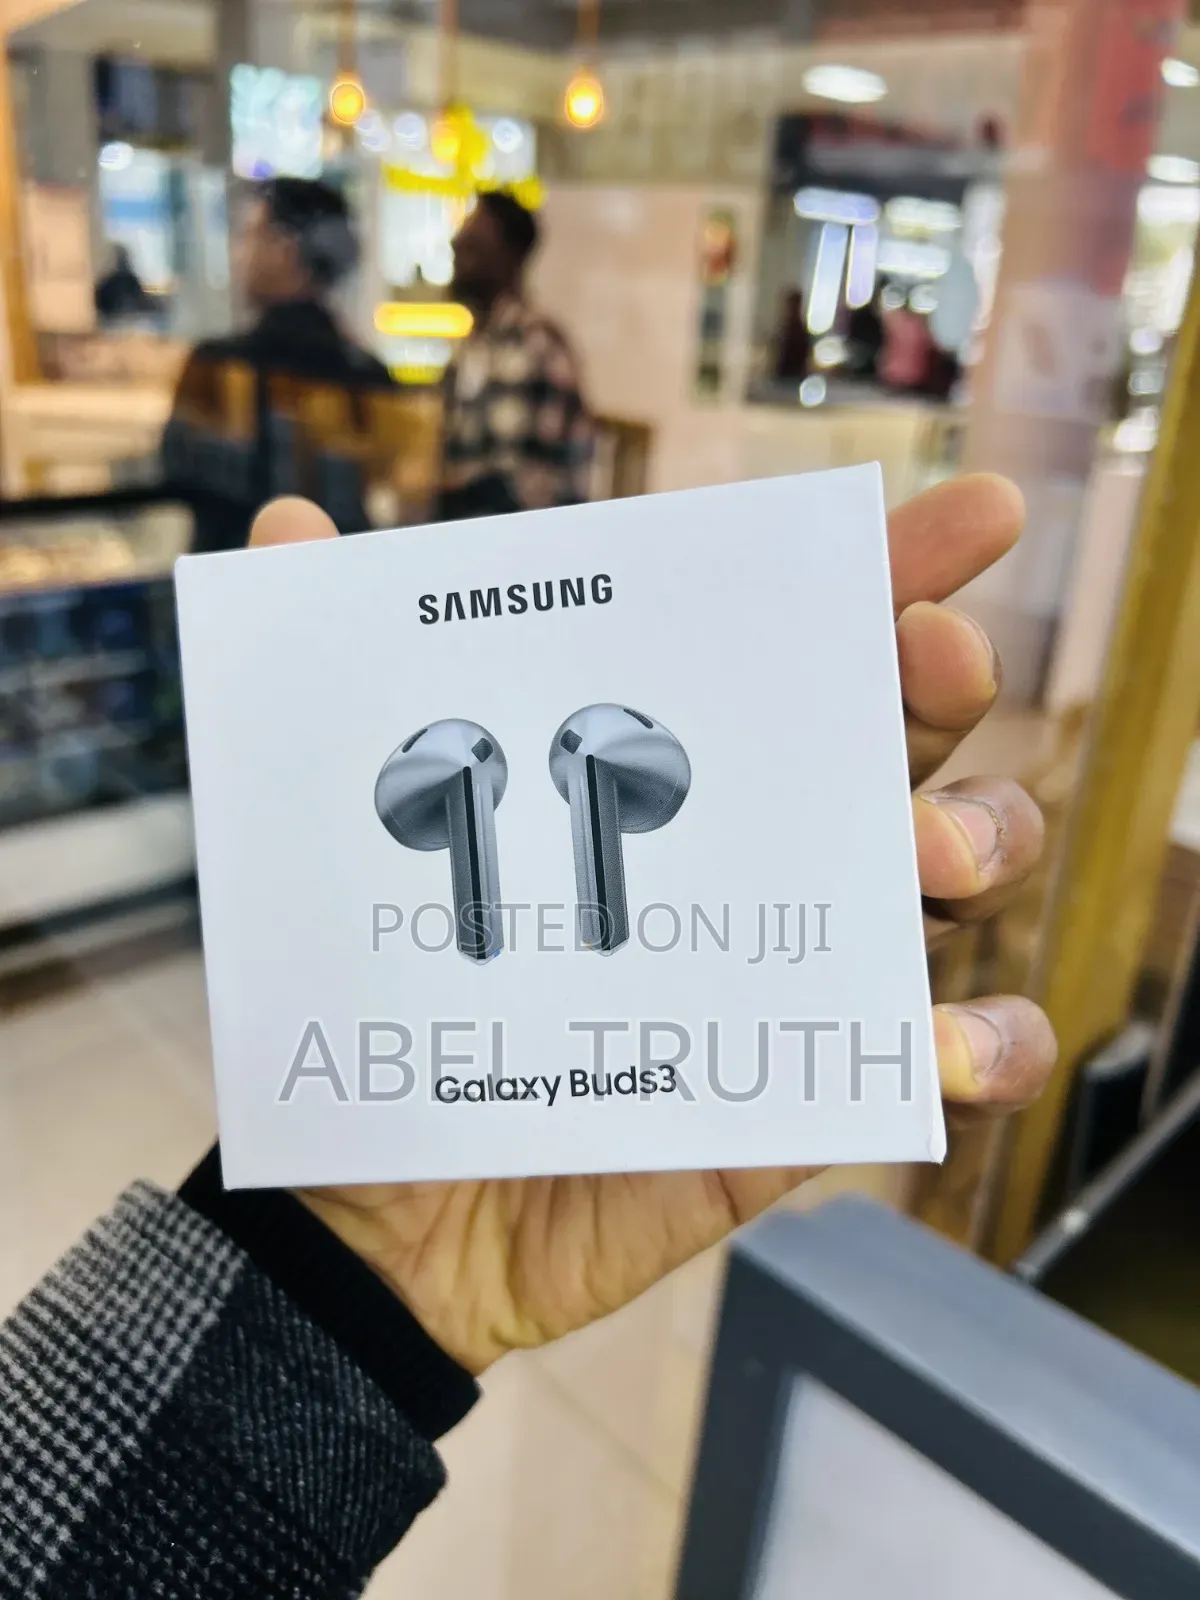 SAMSUNG
POSTED ON JIJI
ABEL TRUTH
Galaxy Buds3